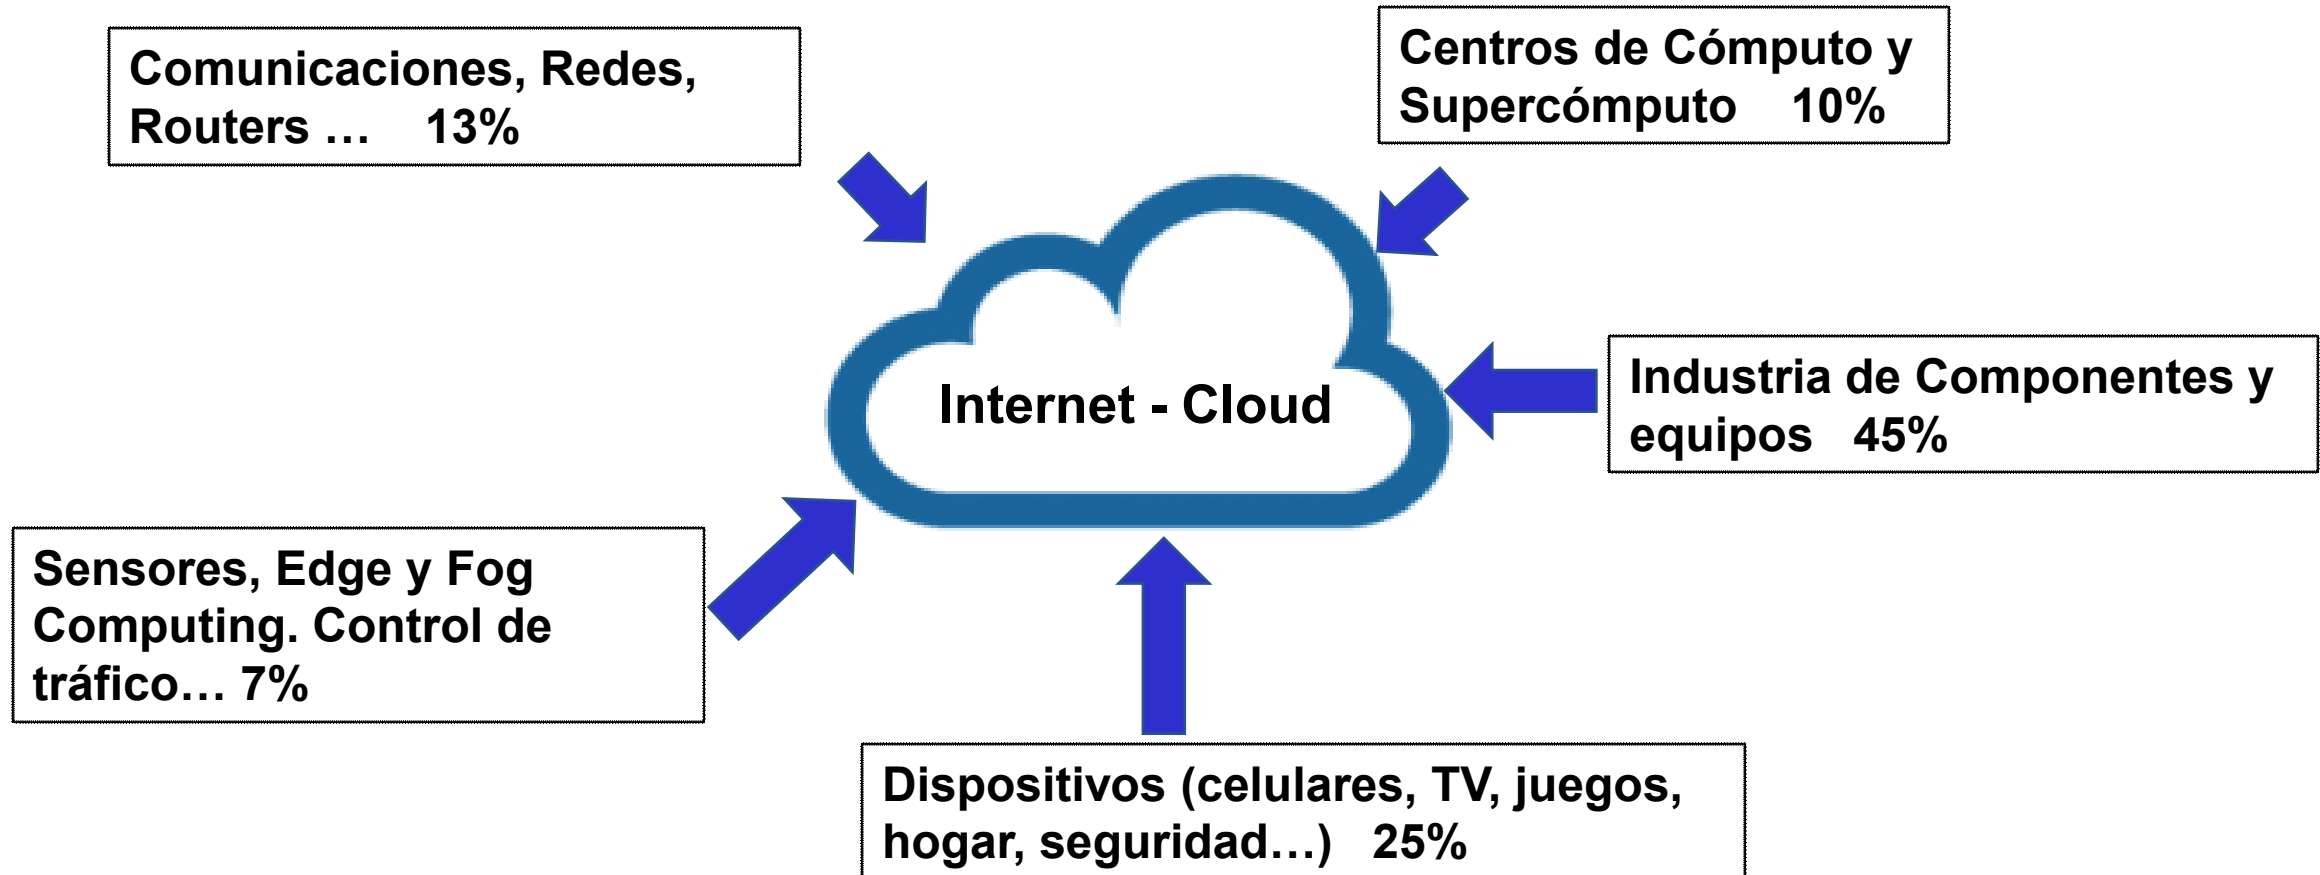 Comunicaciones, Redes,
Routers … 13%
Centros de Cómputo y
Supercómputo 10%
Internet - Cloud
Industria de Componentes y
equipos 45%
Sensores, Edge y Fog
Computing. Control de
tráfico… 7%
Dispositivos (celulares, TV, juegos,
hogar, seguridad…) 25%